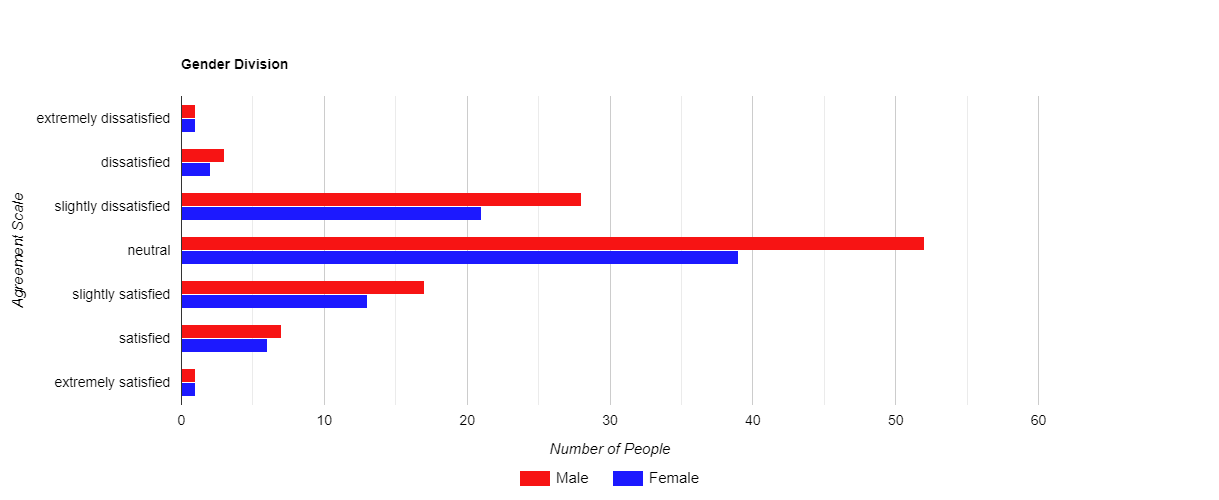 Gender Division
extremely dissatisfied
dissatisfied
slightly dissatisfied
neutral
slightly satisfied
satisfied
extremely satisfied
Agreement Scale
0 10 20 30 40 50 60
Number of People
Male Female